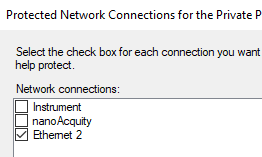 Protected Network Connections for the Private P
Select the check box for each connection you want
help protect.
Network connections:
Instrument
nanoAcquity
Ethernet 2